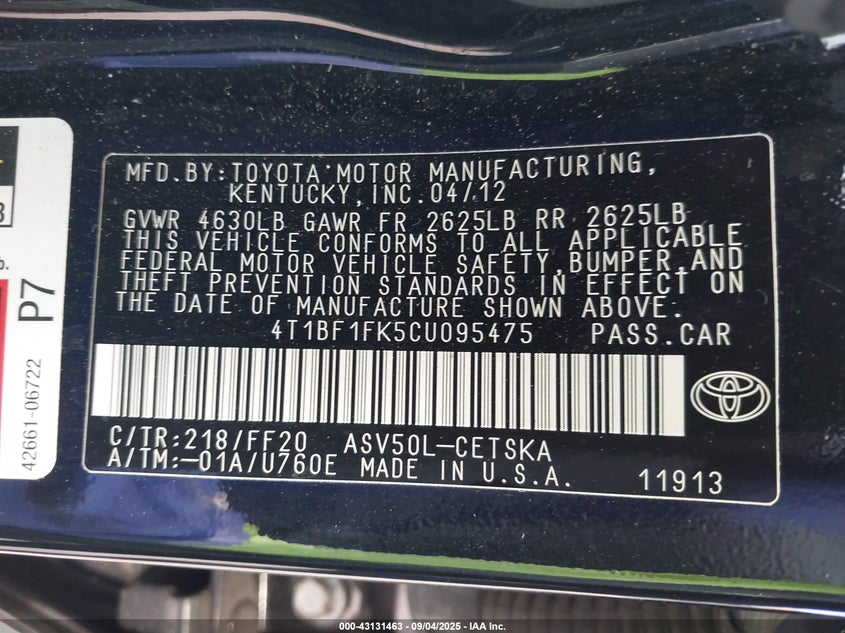 MFD.BY:TOYOTA MOTOR MANUFACTURING,
KENTUCKY,INC.04/12
GVWR 4630LB GAWR FR 2625LB RR 2625LB
THIS VEHICLE CONFORMS TO ALL APPLICABLE
FEDERAL MOTOR VEHICLE SAFETY,BUMPER,AND
THEFT PREVENTION STANDARDS IN EFFECT ON
THE DATE OF MANUFACTURE SHOWN ABOVE.
4T1BF1FK5CU095475 PASS.CAR
C/TR:218/FF20 ASV50L-CETSKA
A/TM:-01A/U760E MADE IN U.S.A. 11913
P7
42661-06722
000-43131463 - 09/04/2025 - IAA Inc.